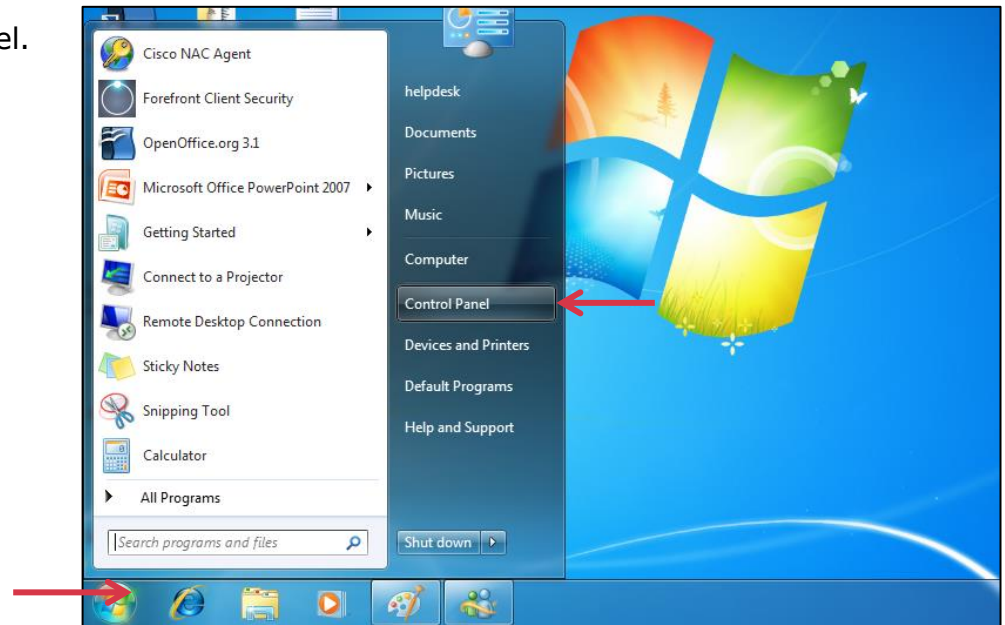 el.
Cisco NAC Agent
Forefront Client Security
OpenOffice.org 3.1
Microsoft Office PowerPoint 2007
Getting Started
Connect to a Projector
Remote Desktop Connection
Sticky Notes
Snipping Tool
Calculator
All Programs
Search programs and files
helpdesk
Documents
Pictures
Music
Computer
Control Panel
Devices and Printers
Default Programs
Help and Support
Shut down